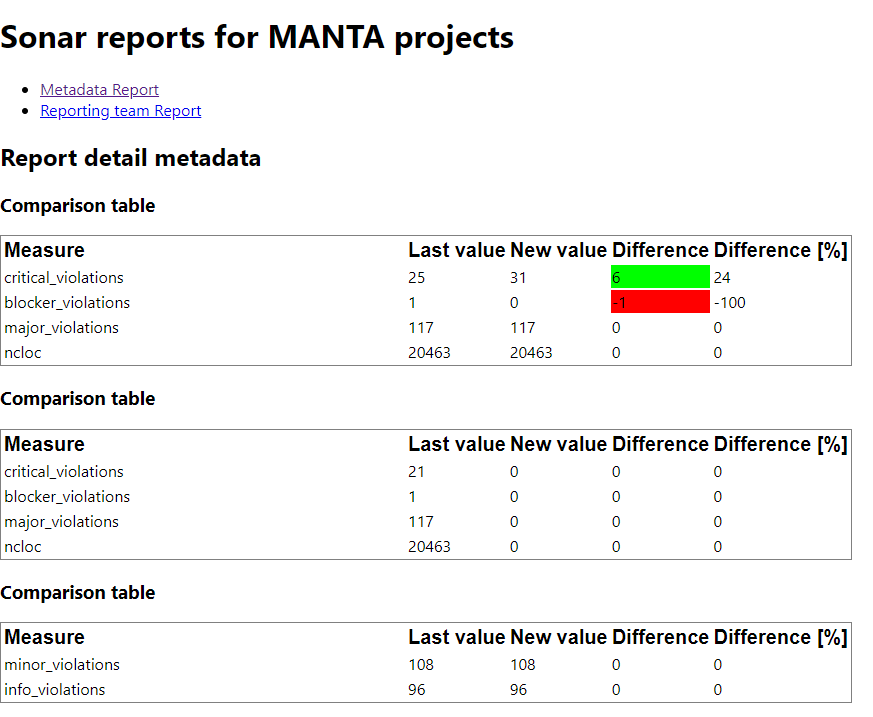 Sonar reports for MANTA projects
Metadata Report
Reporting team Report
Report detail metadata
Comparison table
Measure Last value New value Difference Difference [%]
critical_violations 25 31 6 24
blocker_violations 1 0 -1 -100
major_violations 117 117 0 0
ncloc 20463 20463 0 0
Comparison table
Measure Last value New value Difference Difference [%]
critical_violations 21 0 0 0
blocker_violations 1 0 0 0
major_violations 117 0 0 0
ncloc 20463 0 0 0
Comparison table
Measure Last value New value Difference Difference [%]
minor_violations 108 108 0 0
info_violations 96 96 0 0